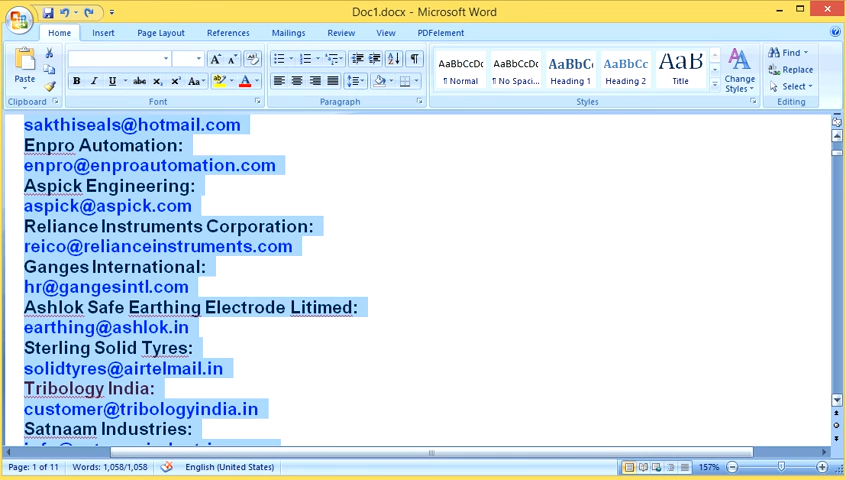 Doc1.docx - Microsoft Word
Home Insert Page Layout References Mailings Review View PDFelement
Paste
Clipboard
Font
Paragraph
AaBbCcDc AaBbCcDc AaBbC AaBbCc AaB
¶ Normal ¶ No Spaci... Heading 1 Heading 2 Title
Change Styles
Styles
Find
Replace
Select
Editing
sakthiseals@hotmail.com
Enpro Automation:
enpro@enproautomation.com
Aspick Engineering:
aspick@aspick.com
Reliance Instruments Corporation:
reico@relianceinstruments.com
Ganges International:
hr@gangesintl.com
Ashlok Safe Earthing Electrode Litimed:
earthing@ashlok.in
Sterling Solid Tyres:
solidtyres@airtelmail.in
Tribology India:
customer@tribologyindia.in
Satnaam Industries:
Page: 1 of 11 Words: 1,058/1,058 English (United States) 157%